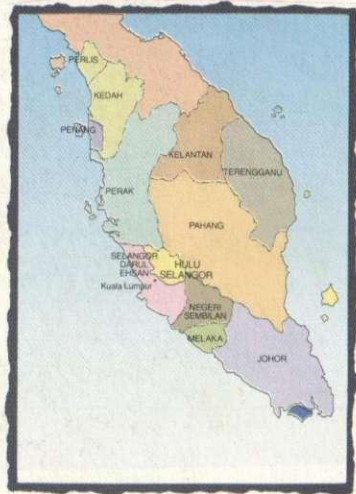 PERLIS
KEDAH
PENANG
KELANTAN
TERENGGANU
PERAK
PAHANG
SELANGOR
DARUL
EHSAN
HULU
SELANGOR
Kuala Lumpur
NEGERI
SEMBILAN
MELAKA
JOHOR